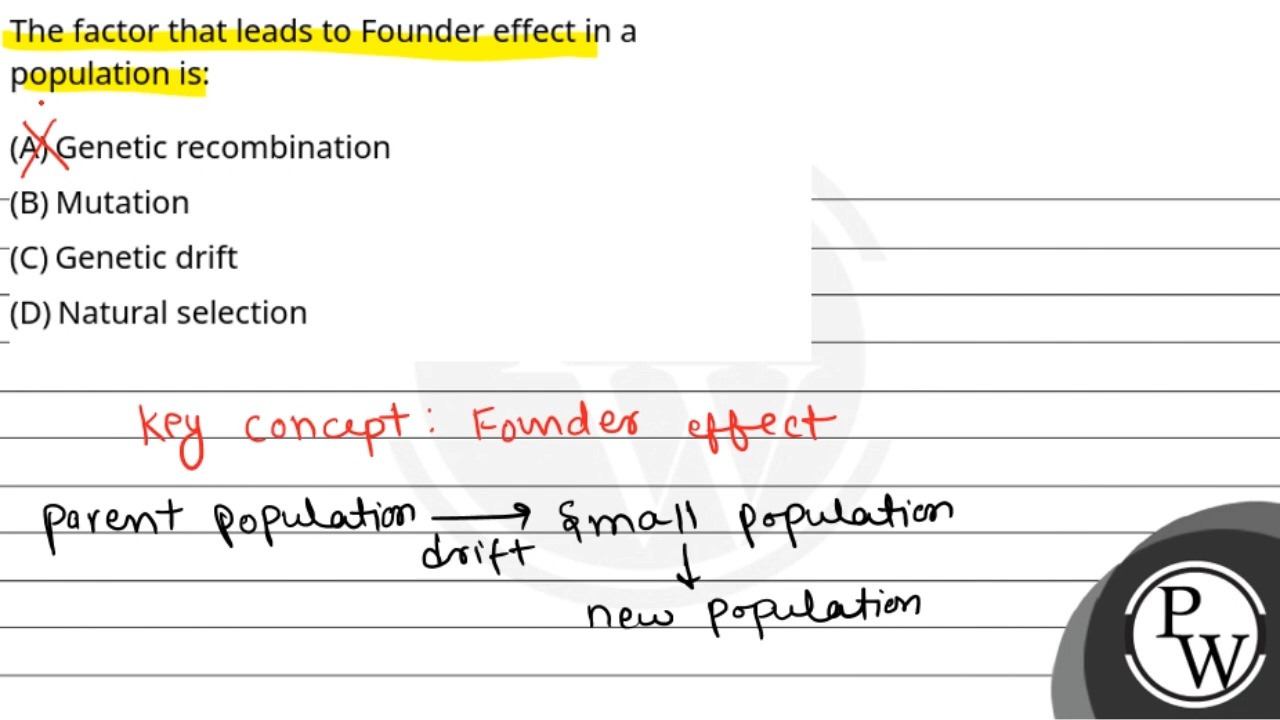 The factor that leads to Founder effect in a
population is:
(A) Genetic recombination
(B) Mutation
(C) Genetic drift
(D) Natural selection
Key concept: Founder effect
parent population → small population
drift ↓
new population
P
W